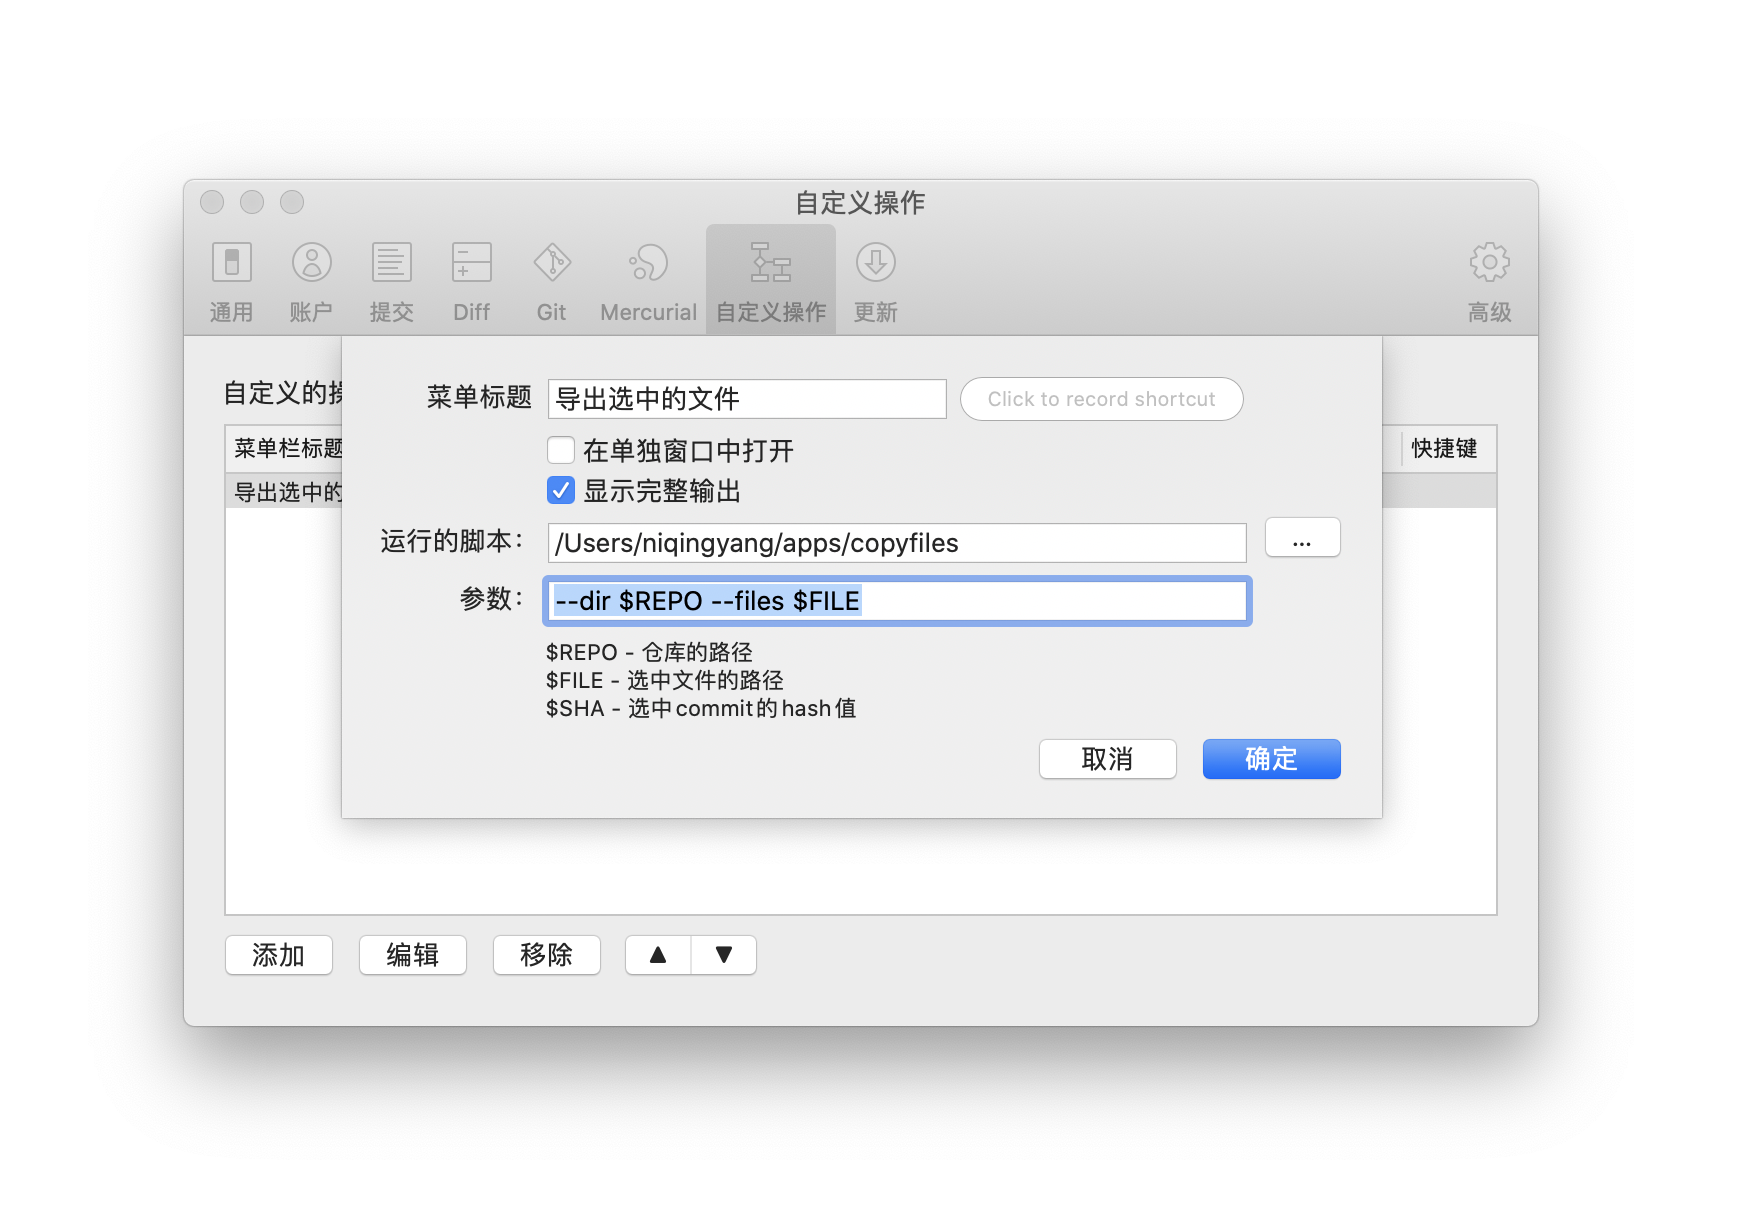 自定义操作
通用 账户 提交 Diff Git Mercurial 自定义操作 更新 高级
自定义的
菜单标题 导出选中的文件 Click to record shortcut
菜单栏标题 快捷键
在单独窗口中打开
导出选中的
显示完整输出
运行的脚本： /Users/niqingyang/apps/copyfiles ...
参数： --dir $REPO --files $FILE
$REPO - 仓库的路径
$FILE - 选中文件的路径
$SHA - 选中commit的hash值
取消 确定
添加 编辑 移除 ▲ ▼